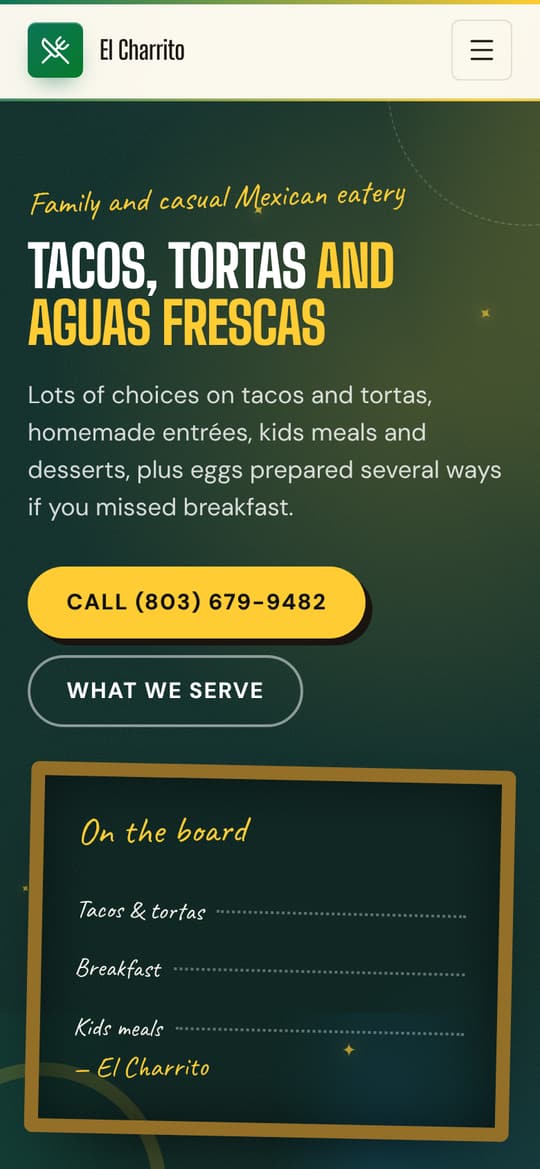 El Charrito
Family and casual Mexican eatery
TACOS, TORTAS AND
AGUAS FRESCAS
Lots of choices on tacos and tortas,
homemade entrées, kids meals and
desserts, plus eggs prepared several ways
if you missed breakfast.
CALL (803) 679-9482
WHAT WE SERVE
On the board
Tacos & tortas
Breakfast
Kids meals
– El Charrito